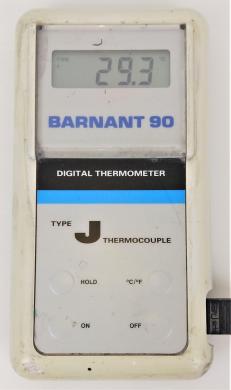 29.3°
BARNANT 90
DIGITAL THERMOMETER
TYPE J THERMOCOUPLE
HOLD °C/°F
ON OFF